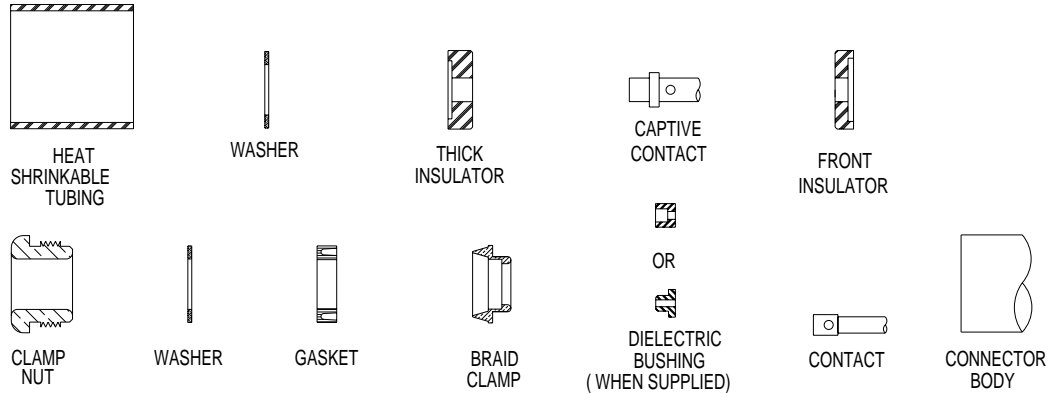 HEAT
SHRINKABLE
TUBING
WASHER
THICK
INSULATOR
CAPTIVE
CONTACT
FRONT
INSULATOR
CLAMP
NUT
WASHER
GASKET
BRAID
CLAMP
OR
DIELECTRIC
BUSHING
( WHEN SUPPLIED)
CONTACT
CONNECTOR
BODY